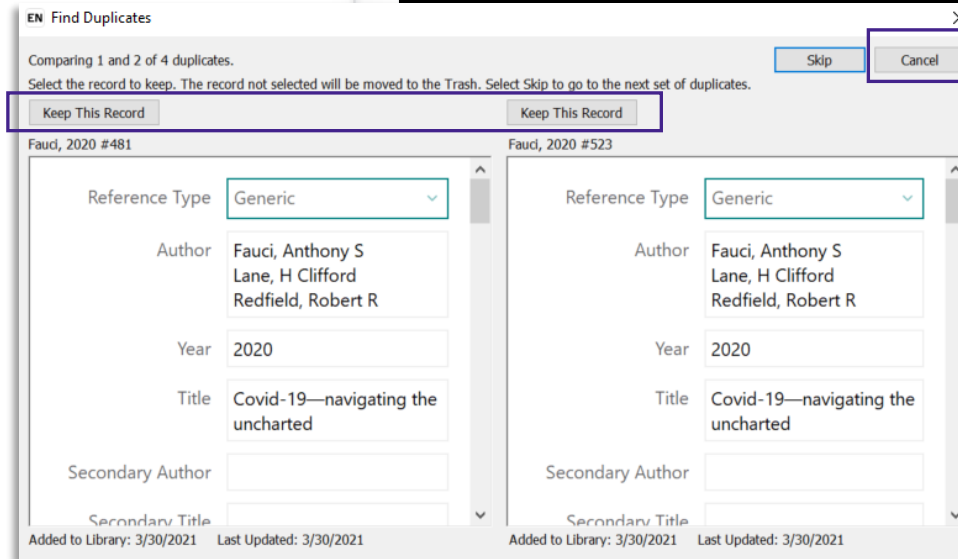 EN Find Duplicates
Comparing 1 and 2 of 4 duplicates.
Skip
Cancel
Select the record to keep. The record not selected will be moved to the Trash. Select Skip to go to the next set of duplicates.
Keep This Record
Keep This Record
Fauci, 2020 #481
Fauci, 2020 #523
Reference Type
Generic
Author
Fauci, Anthony S
Lane, H Clifford
Redfield, Robert R
Year
2020
Title
Covid-19—navigating the
uncharted
Secondary Author
Secondary Title
Reference Type
Generic
Author
Fauci, Anthony S
Lane, H Clifford
Redfield, Robert R
Year
2020
Title
Covid-19—navigating the
uncharted
Secondary Author
Secondary Title
Added to Library: 3/30/2021 Last Updated: 3/30/2021
Added to Library: 3/30/2021 Last Updated: 3/30/2021